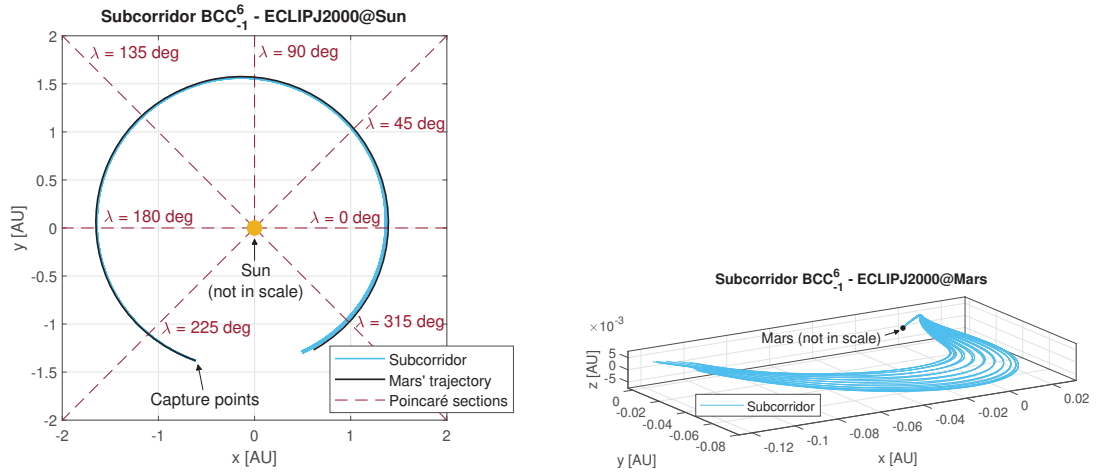 Subcorridor BCC⁶₋₁ - ECLIPJ2000@Sun
2
1.5
1
0.5
0
-0.5
-1
-1.5
-2
y [AU]
λ = 135 deg
λ = 90 deg
λ = 45 deg
λ = 180 deg
λ = 0 deg
Sun
(not in scale)
λ = 225 deg
λ = 315 deg
Capture points
Subcorridor
Mars' trajectory
Poincaré sections
-2
-1
0
1
2
x [AU]
Subcorridor BCC⁶₋₁ - ECLIPJ2000@Mars
×10⁻³
Mars (not in scale)
5
0
-5
z [AU]
0
-0.02
-0.04
-0.06
-0.08
y [AU]
Subcorridor
-0.12
-0.1
-0.08
-0.06
-0.04
-0.02
0
0.02
x [AU]